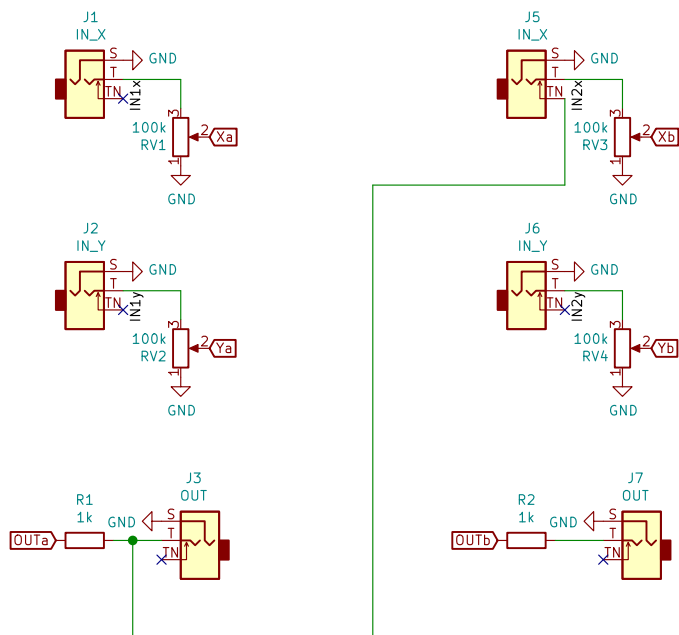 J1
IN_X
S
GND
T
TN
IN1x
3
100k
RV1
2
Xa
1
GND
J5
IN_X
S
GND
T
TN
IN2x
3
100k
RV3
2
Xb
1
GND
J2
IN_Y
S
GND
T
TN
IN1y
3
100k
RV2
2
Ya
1
GND
J6
IN_Y
S
GND
T
TN
IN2y
3
100k
RV4
2
Yb
1
GND
J3
OUT
R1
1k
GND
S
T
TN
OUTa
J7
OUT
R2
1k
GND
S
T
TN
OUTb